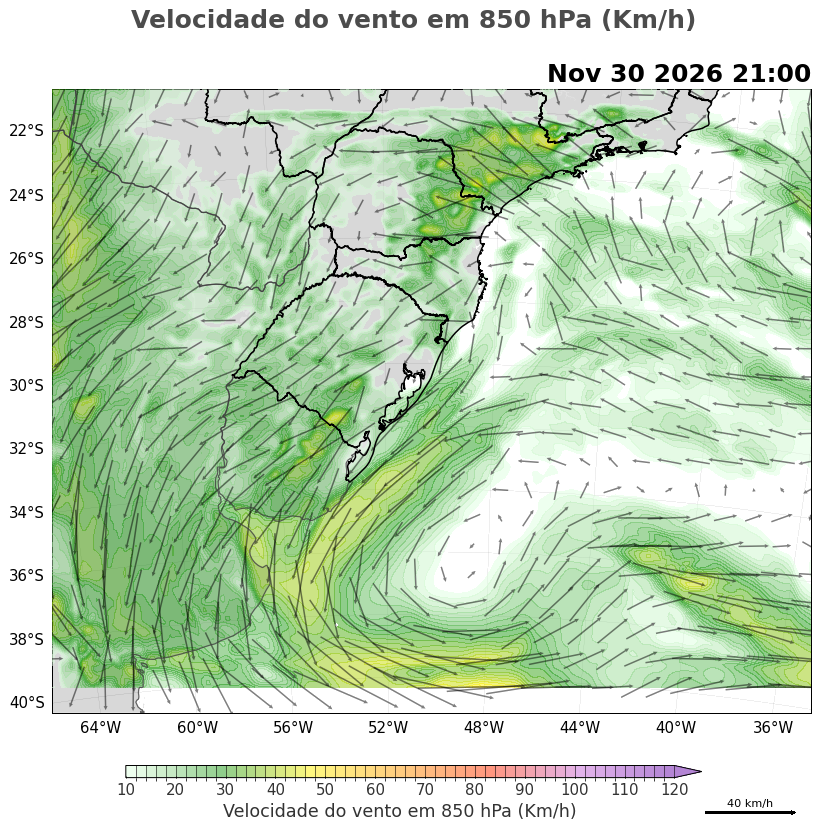 Velocidade do vento em 850 hPa (Km/h)
Nov 30 2026 21:00
22°S
24°S
26°S
28°S
30°S
32°S
34°S
36°S
38°S
40°S
64°W 60°W 56°W 52°W 48°W 44°W 40°W 36°W
10 20 30 40 50 60 70 80 90 100 110 120
Velocidade do vento em 850 hPa (Km/h)
40 km/h